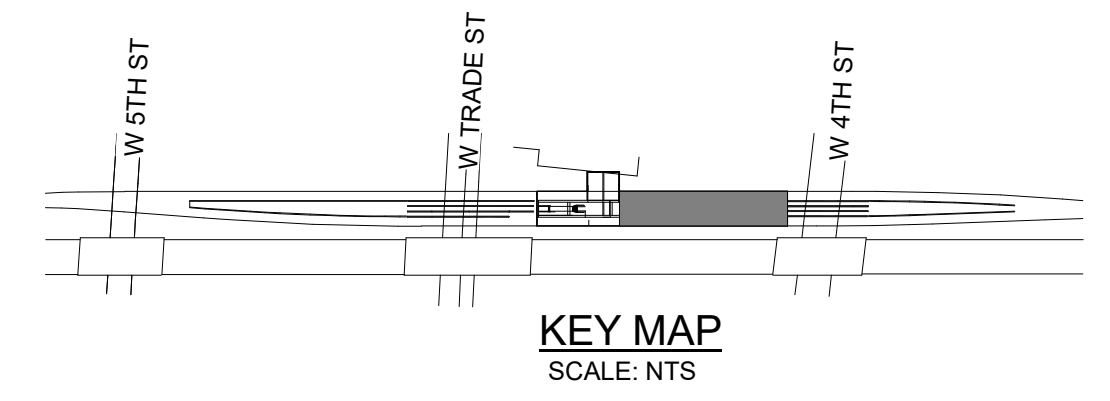 W 5TH ST
W TRADE ST
W 4TH ST
KEY MAP
SCALE: NTS